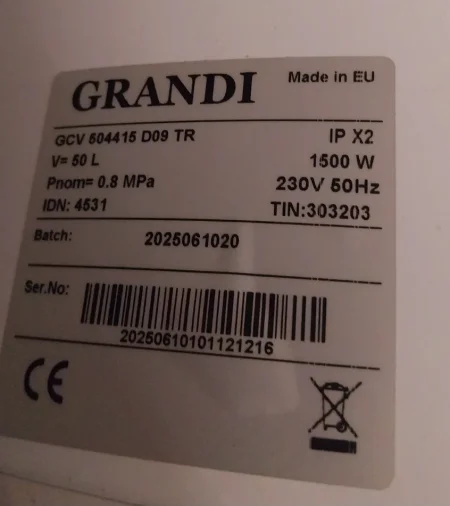 GRANDI Made in EU
GCV 504415 D09 TR IP X2
V= 50 L 1500 W
Pnom= 0.8 MPa 230V 50Hz
IDN: 4531 TIN:303203
Batch: 2025061020
Ser.No:
20250610101121216
CE